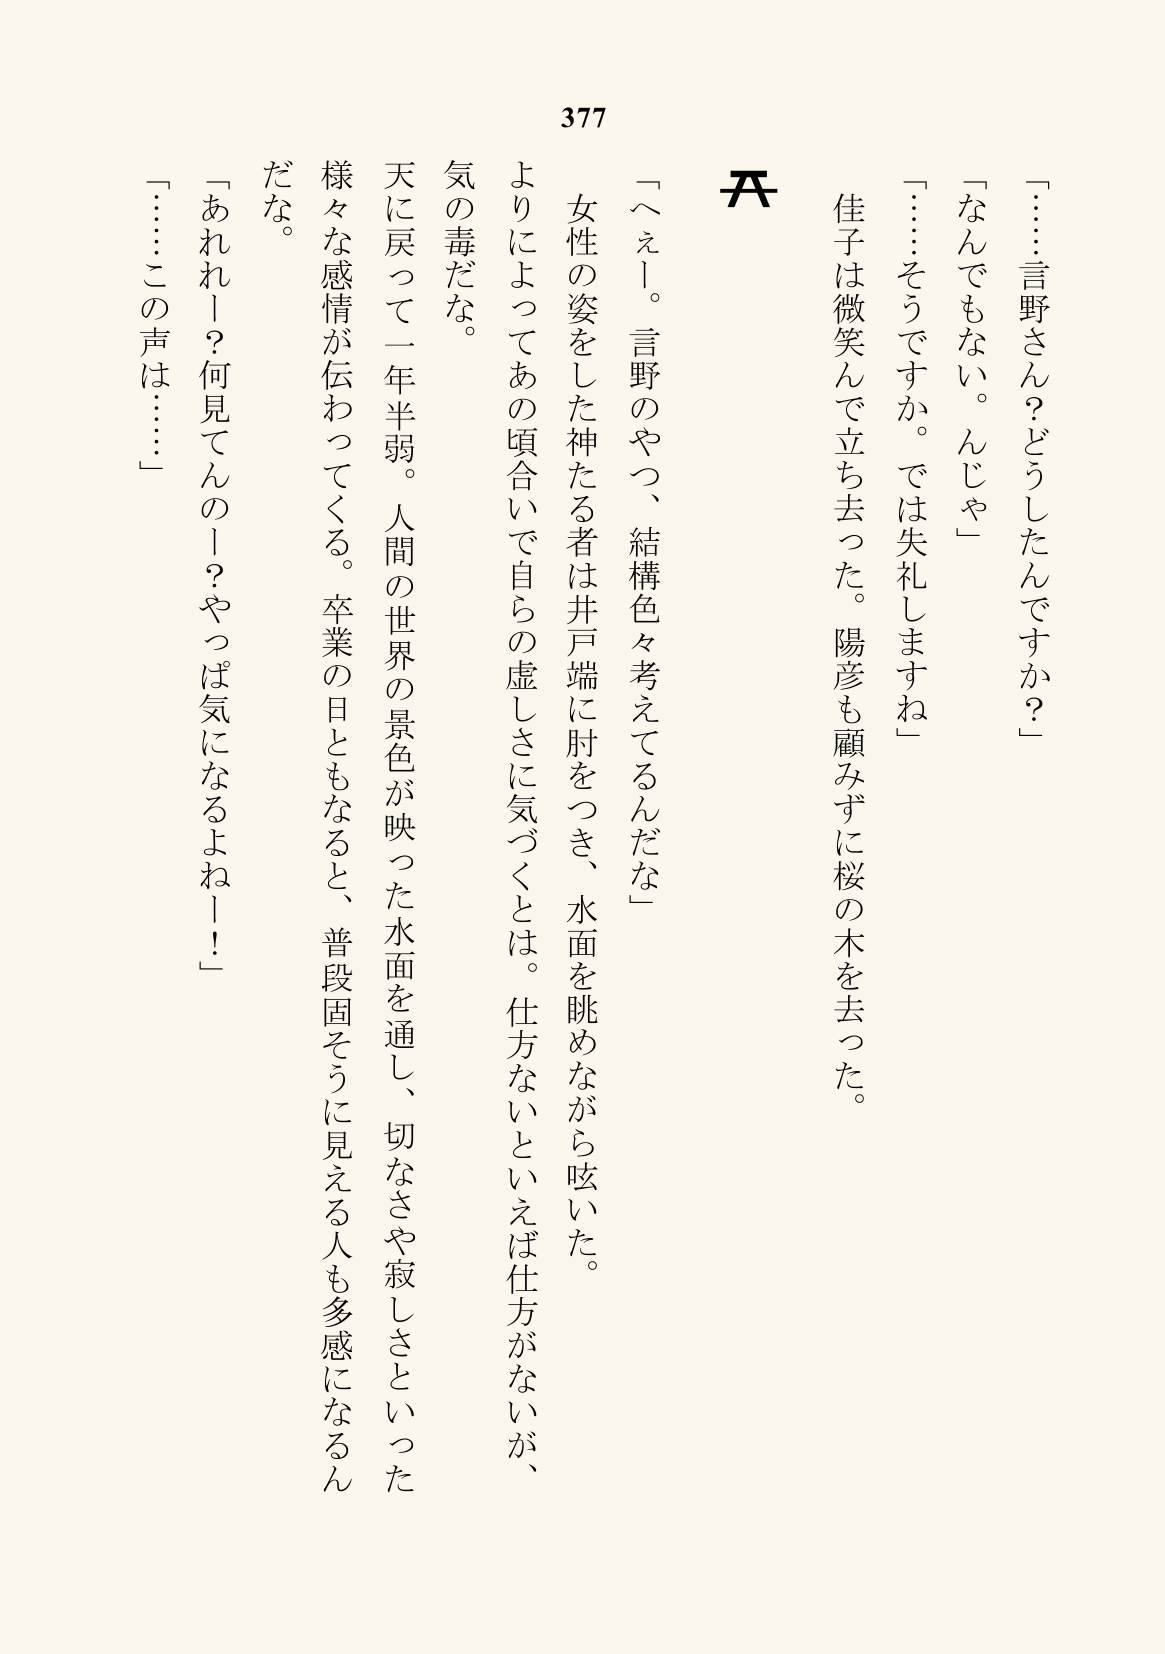 377
「……言野さん？どうしたんですか？」
「なんでもない。んじゃ」
「……そうですか。では失礼しますね」
佳子は微笑んで立ち去った。陽彦も顧みずに桜の木を去った。
「へぇー。言野のやつ、結構色々考えてるんだな」
女性の姿をした神たる者は井戸端に肘をつき、水面を眺めながら呟いた。
よりによってあの頃合いで自らの虚しさに気づくとは。仕方ないといえば仕方がないが、
気の毒だな。
天に戻って一年半弱。人間の世界の景色が映った水面を通し、切なさや寂しさといった
様々な感情が伝わってくる。卒業の日ともなると、普段固そうに見える人も多感になるん
だな。
「あれれー？何見てんのー？やっぱ気になるよねー！」
「……この声は……」